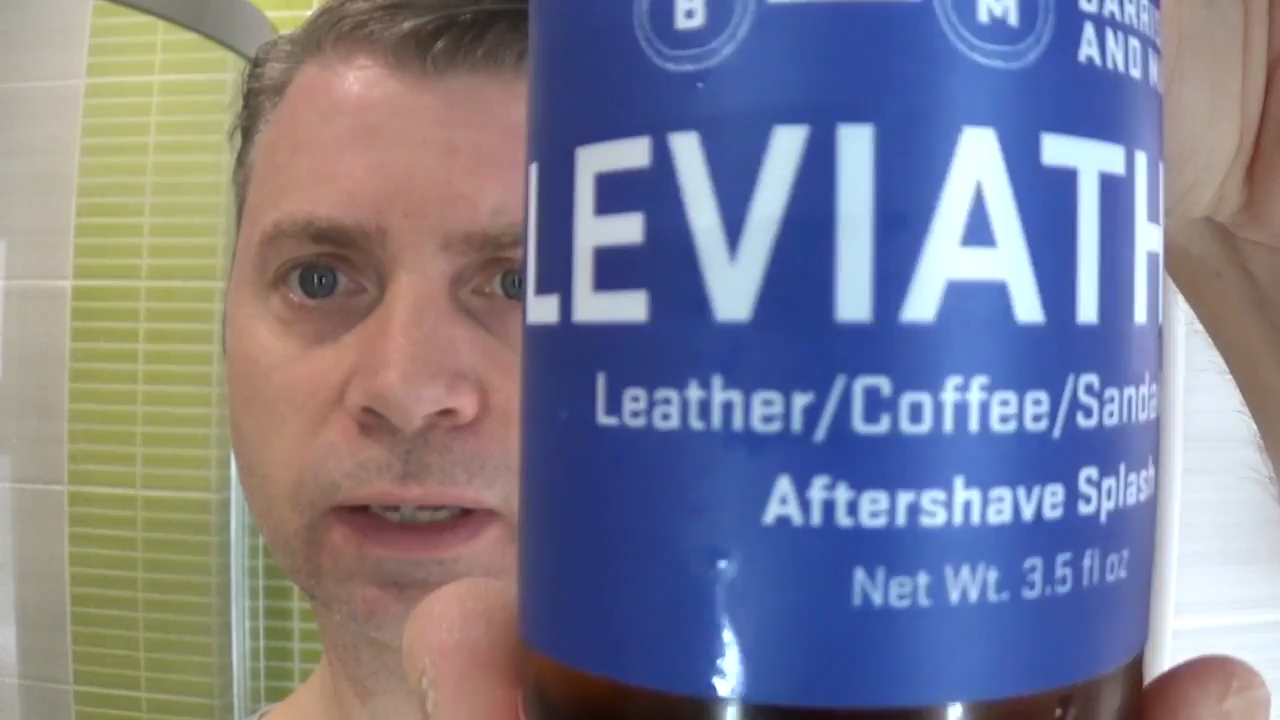 B M
AND
LEVIATH
Leather/Coffee/Sanda
Aftershave Splash
Net Wt. 3.5 fl oz